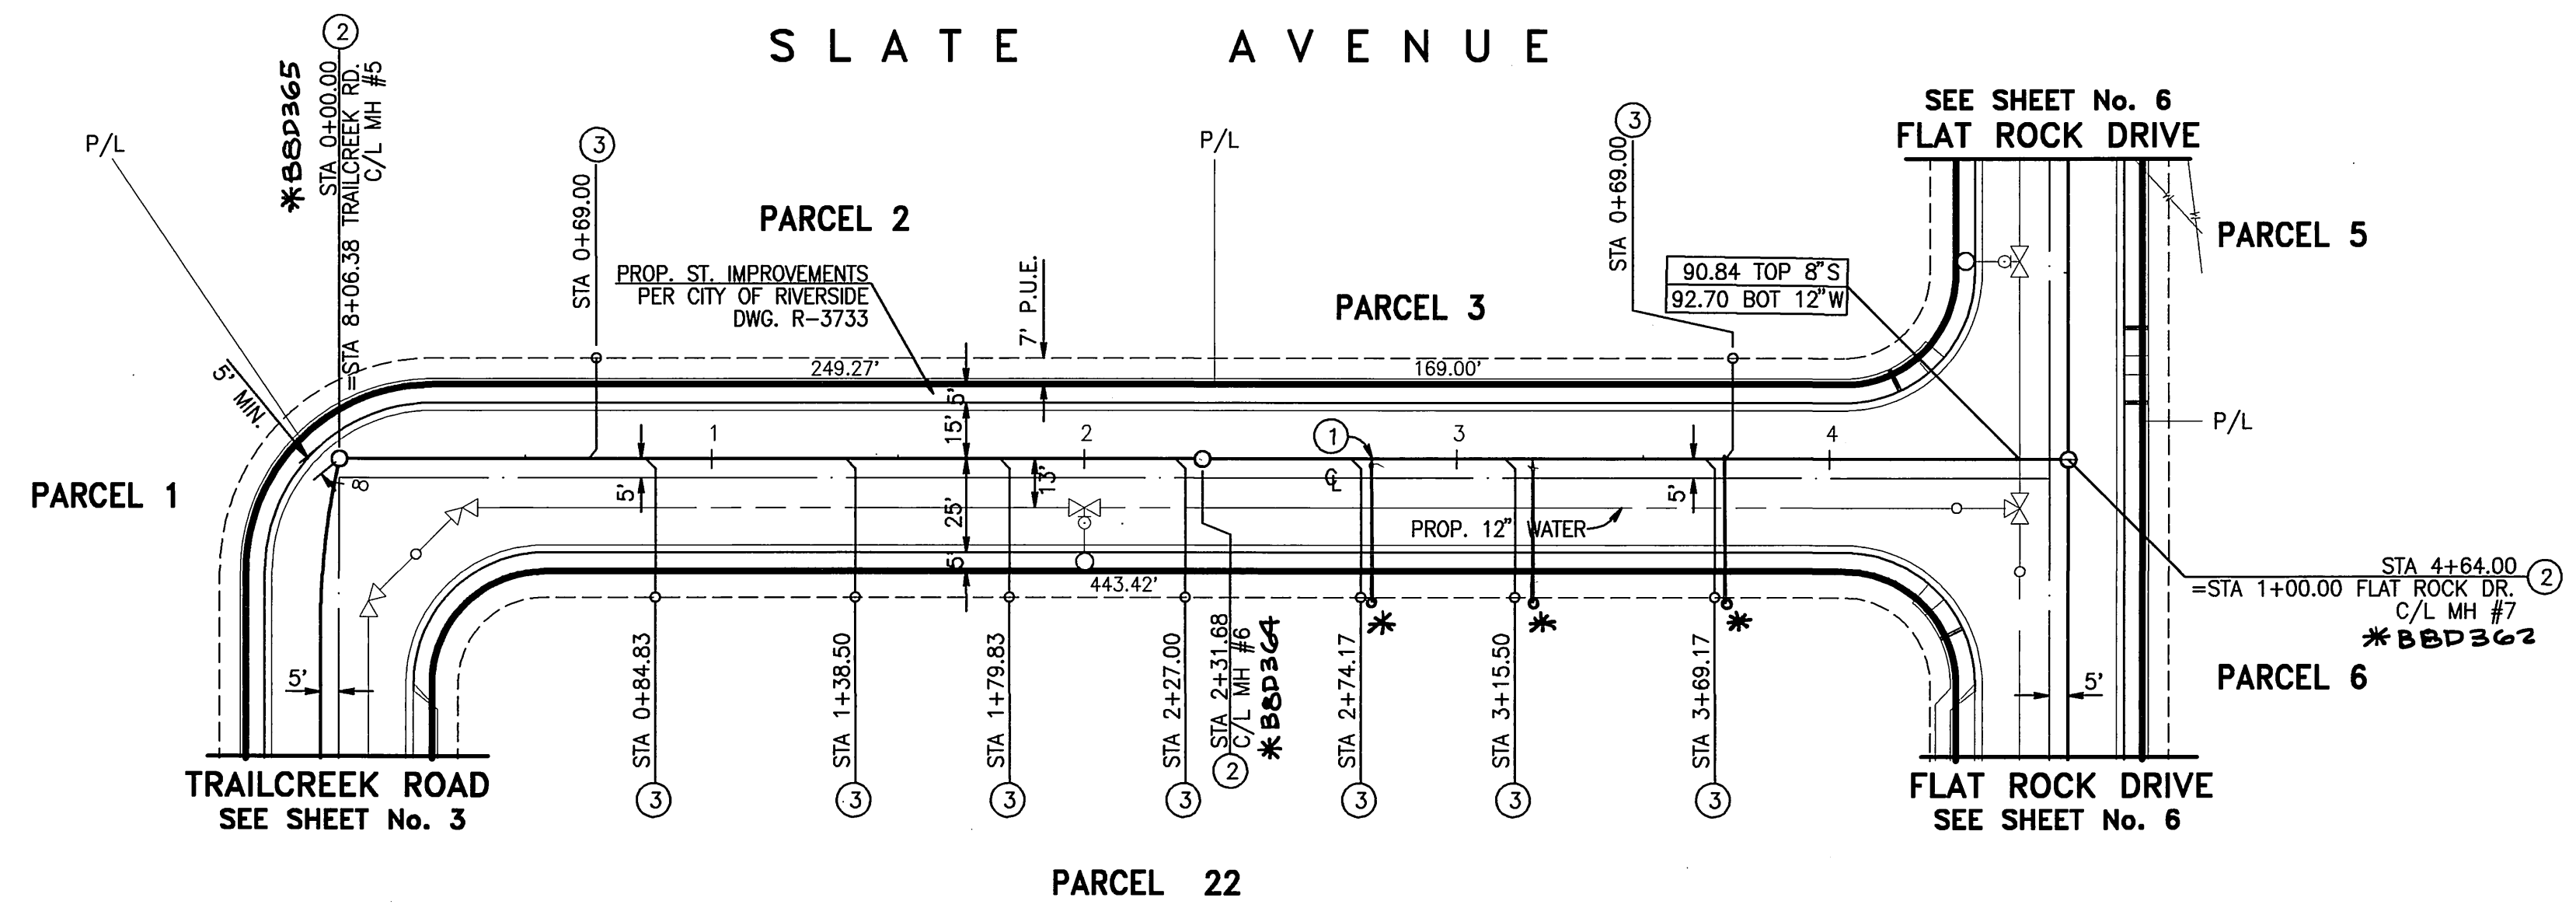 SLATE AVENUE
2
*BBD365
STA 0+00.00
=STA 8+06.38 TRAILCREEK RD.
C/L MH #5
P/L
3
STA 0+69.00
PARCEL 2
PROP. ST. IMPROVEMENTS
PER CITY OF RIVERSIDE
DWG. R-3733
7' P.U.E.
P/L
PARCEL 3
3
STA 0+69.00
90.84 TOP 8"S
92.70 BOT 12"W
SEE SHEET No. 6
FLAT ROCK DRIVE
PARCEL 5
P/L
5' MIN.
249.27'
169.00'
5'
15'
1
2
1
3
4
8
5'
25'
13'
℄
5'
PROP. 12" WATER
PARCEL 1
5'
443.42'
5'
5'
STA 0+84.83
3
STA 1+38.50
3
STA 1+79.83
3
STA 2+27.00
3
STA 2+31.68
C/L MH #6
*BBD364
2
STA 2+74.17
3
*
STA 3+15.50
3
*
STA 3+69.17
3
*
STA 4+64.00
=STA 1+00.00 FLAT ROCK DR.
2
C/L MH #7
*BBD362
PARCEL 6
TRAILCREEK ROAD
SEE SHEET No. 3
FLAT ROCK DRIVE
SEE SHEET No. 6
PARCEL 22